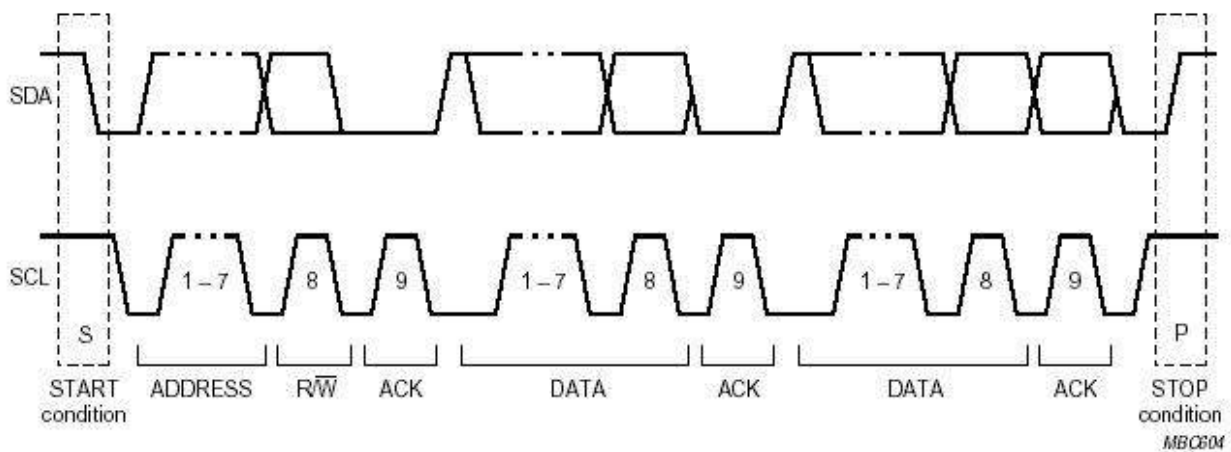 SDA
SCL
1 – 7 8 9 1 – 7 8 9 1 – 7 8 9
S P
START ADDRESS R/W̅ ACK DATA ACK DATA ACK STOP
condition condition
MBC604